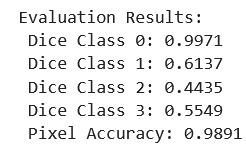 Evaluation Results:
Dice Class 0: 0.9971
Dice Class 1: 0.6137
Dice Class 2: 0.4435
Dice Class 3: 0.5549
Pixel Accuracy: 0.9891